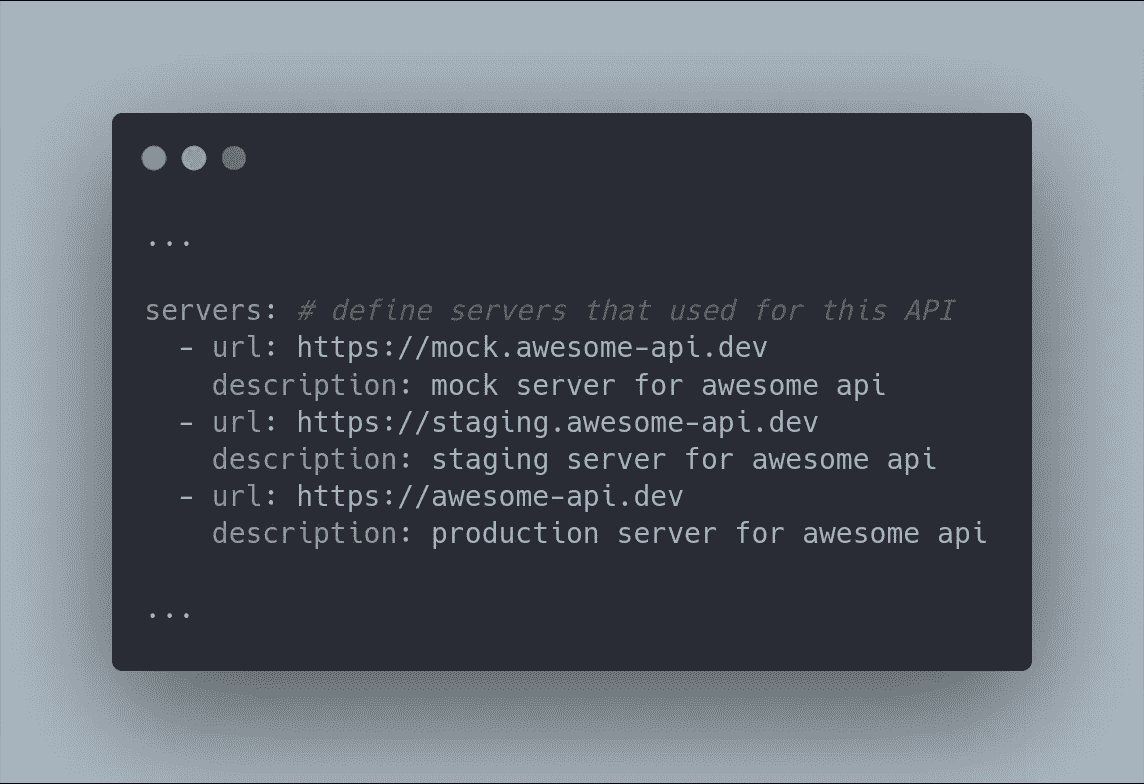 ...
servers: # define servers that used for this API
  - url: https://mock.awesome-api.dev
    description: mock server for awesome api
  - url: https://staging.awesome-api.dev
    description: staging server for awesome api
  - url: https://awesome-api.dev
    description: production server for awesome api
...